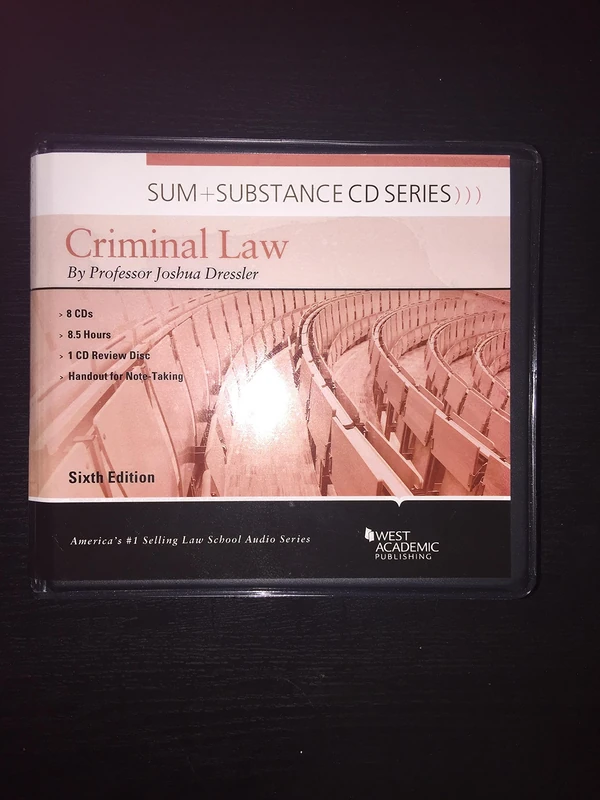 SUM+SUBSTANCE CD SERIES)))
Criminal Law
By Professor Joshua Dressler
> 8 CDs
> 8.5 Hours
> 1 CD Review Disc
> Handout for Note-Taking
Sixth Edition
America's #1 Selling Law School Audio Series
WEST
ACADEMIC
PUBLISHING